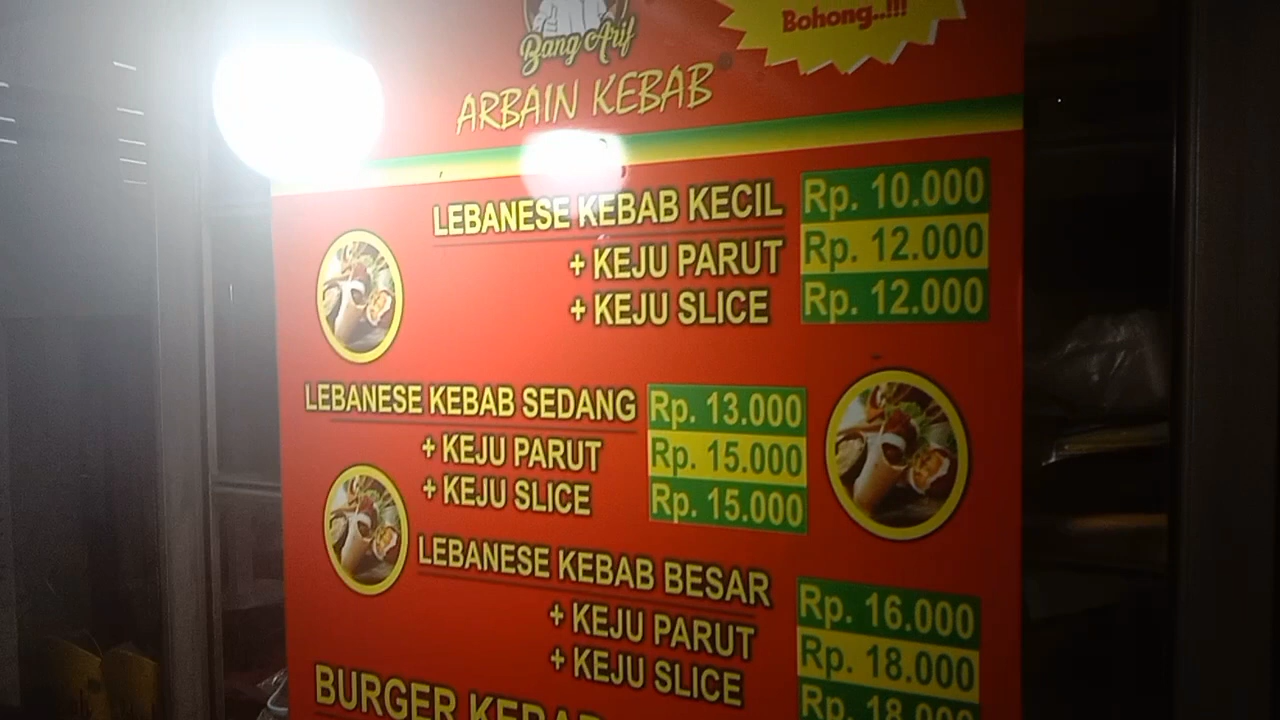 Bohong..!!!
Bang Arif
ARBAIN KEBAB
LEBANESE KEBAB KECIL Rp. 10.000
+ KEJU PARUT Rp. 12.000
+ KEJU SLICE Rp. 12.000
LEBANESE KEBAB SEDANG Rp. 13.000
+ KEJU PARUT Rp. 15.000
+ KEJU SLICE Rp. 15.000
LEBANESE KEBAB BESAR Rp. 16.000
+ KEJU PARUT Rp. 18.000
+ KEJU SLICE Rp. 18.000
BURGER KEBAB